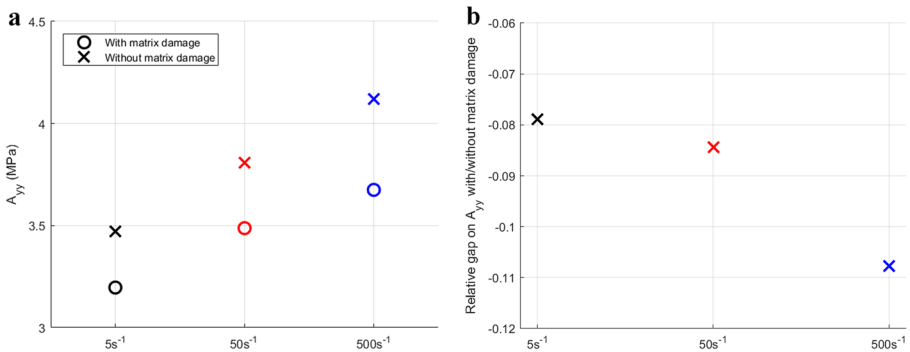 a
4.5
4
3.5
3
A_yy (MPa)
With matrix damage
Without matrix damage
5s^-1
50s^-1
500s^-1
b
-0.06
-0.07
-0.08
-0.09
-0.1
-0.11
-0.12
Relative gap on A_yy with/without matrix damage
5s^-1
50s^-1
500s^-1